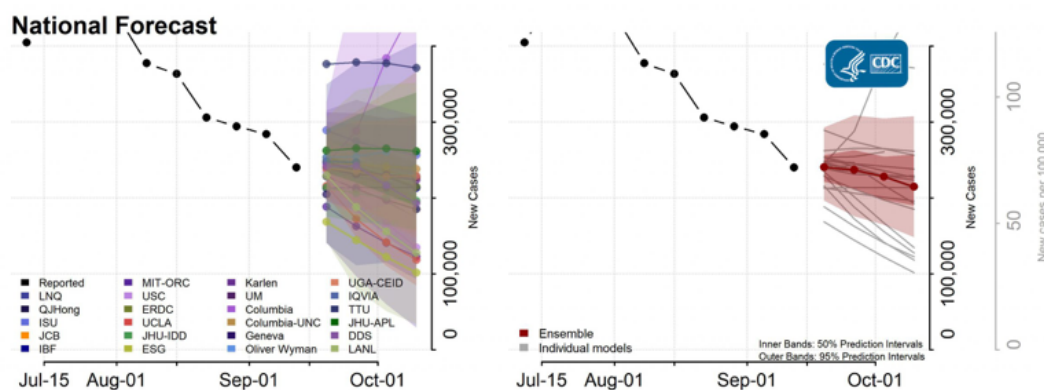 National Forecast
300,000
100,000
0
New Cases
Reported MIT-ORC Karlen UGA-CEID
LNQ USC UM IQVIA
QJHong ERDC Columbia TTU
ISU UCLA Columbia-UNC JHU-APL
JCB JHU-IDD Geneva DDS
IBF ESG Oliver Wyman LANL
Jul-15 Aug-01 Sep-01 Oct-01
CDC
300,000
100,000
0
New Cases
100
50
0
New cases per 100,000
Ensemble
Individual models
Inner Bands: 50% Prediction Intervals
Outer Bands: 95% Prediction Intervals
Jul-15 Aug-01 Sep-01 Oct-01